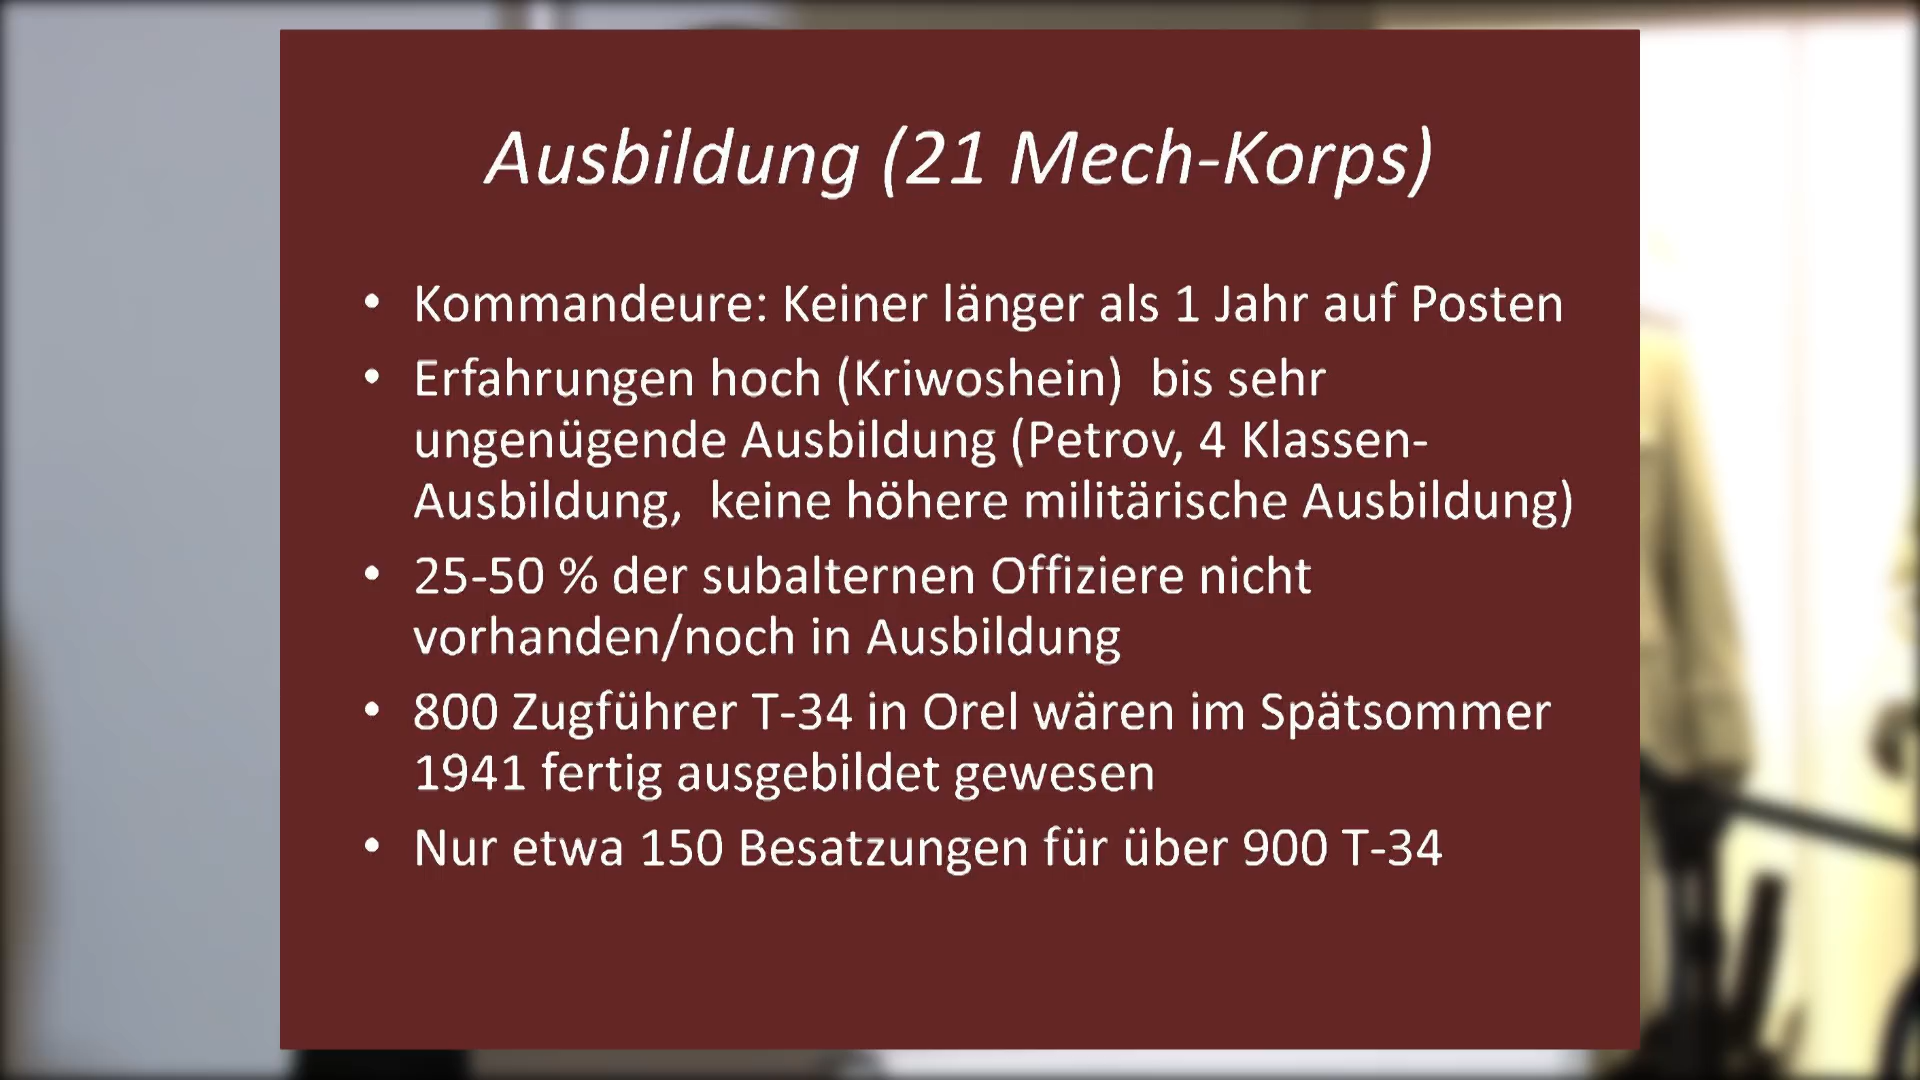 Ausbildung (21 Mech-Korps)
• Kommandeure: Keiner länger als 1 Jahr auf Posten
• Erfahrungen hoch (Kriwoshein)  bis sehr
ungenügende Ausbildung (Petrov, 4 Klassen-
Ausbildung,  keine höhere militärische Ausbildung)
• 25-50 % der subalternen Offiziere nicht
vorhanden/noch in Ausbildung
• 800 Zugführer T-34 in Orel wären im Spätsommer
1941 fertig ausgebildet gewesen
• Nur etwa 150 Besatzungen für über 900 T-34